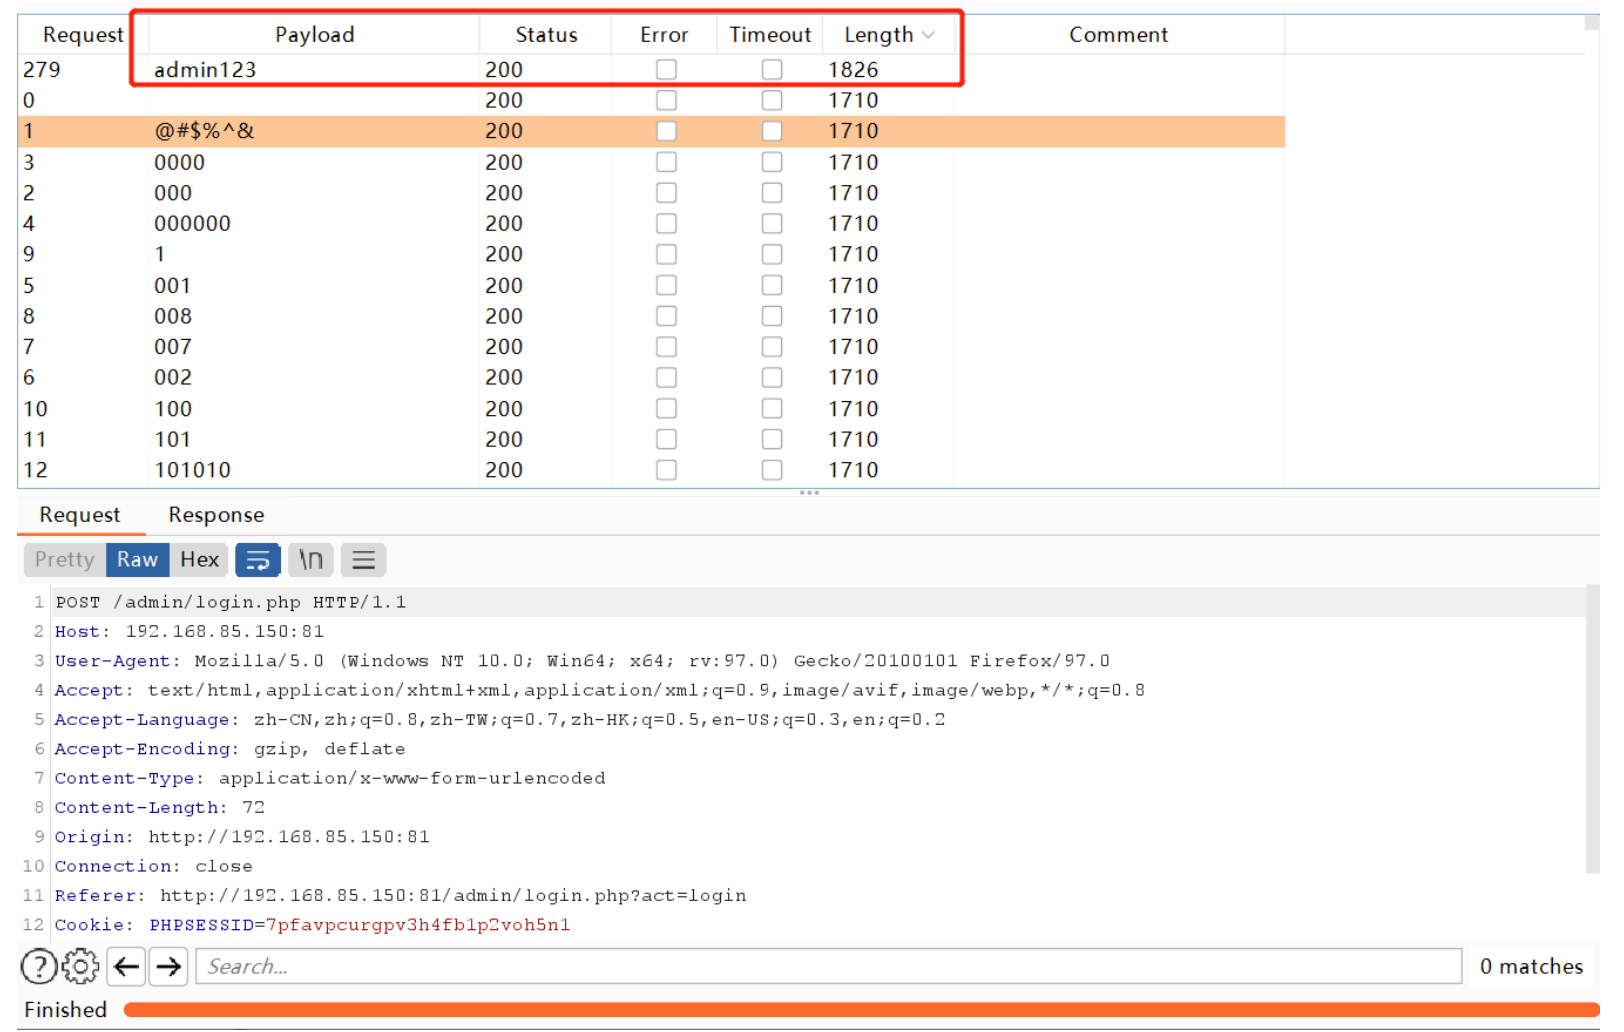 Request Payload Status Error Timeout Length Comment
279 admin123 200 1826
0 200 1710
1 @#$%^& 200 1710
3 0000 200 1710
2 000 200 1710
4 000000 200 1710
9 1 200 1710
5 001 200 1710
8 008 200 1710
7 007 200 1710
6 002 200 1710
10 100 200 1710
11 101 200 1710
12 101010 200 1710
Request Response
Pretty Raw Hex \n
1 POST /admin/login.php HTTP/1.1
2 Host: 192.168.85.150:81
3 User-Agent: Mozilla/5.0 (Windows NT 10.0; Win64; x64; rv:97.0) Gecko/20100101 Firefox/97.0
4 Accept: text/html,application/xhtml+xml,application/xml;q=0.9,image/avif,image/webp,*/*;q=0.8
5 Accept-Language: zh-CN,zh;q=0.8,zh-TW;q=0.7,zh-HK;q=0.5,en-US;q=0.3,en;q=0.2
6 Accept-Encoding: gzip, deflate
7 Content-Type: application/x-www-form-urlencoded
8 Content-Length: 72
9 Origin: http://192.168.85.150:81
10 Connection: close
11 Referer: http://192.168.85.150:81/admin/login.php?act=login
12 Cookie: PHPSESSID=7pfavpcurgpv3h4fb1p2voh5n1
? Search... 0 matches
Finished